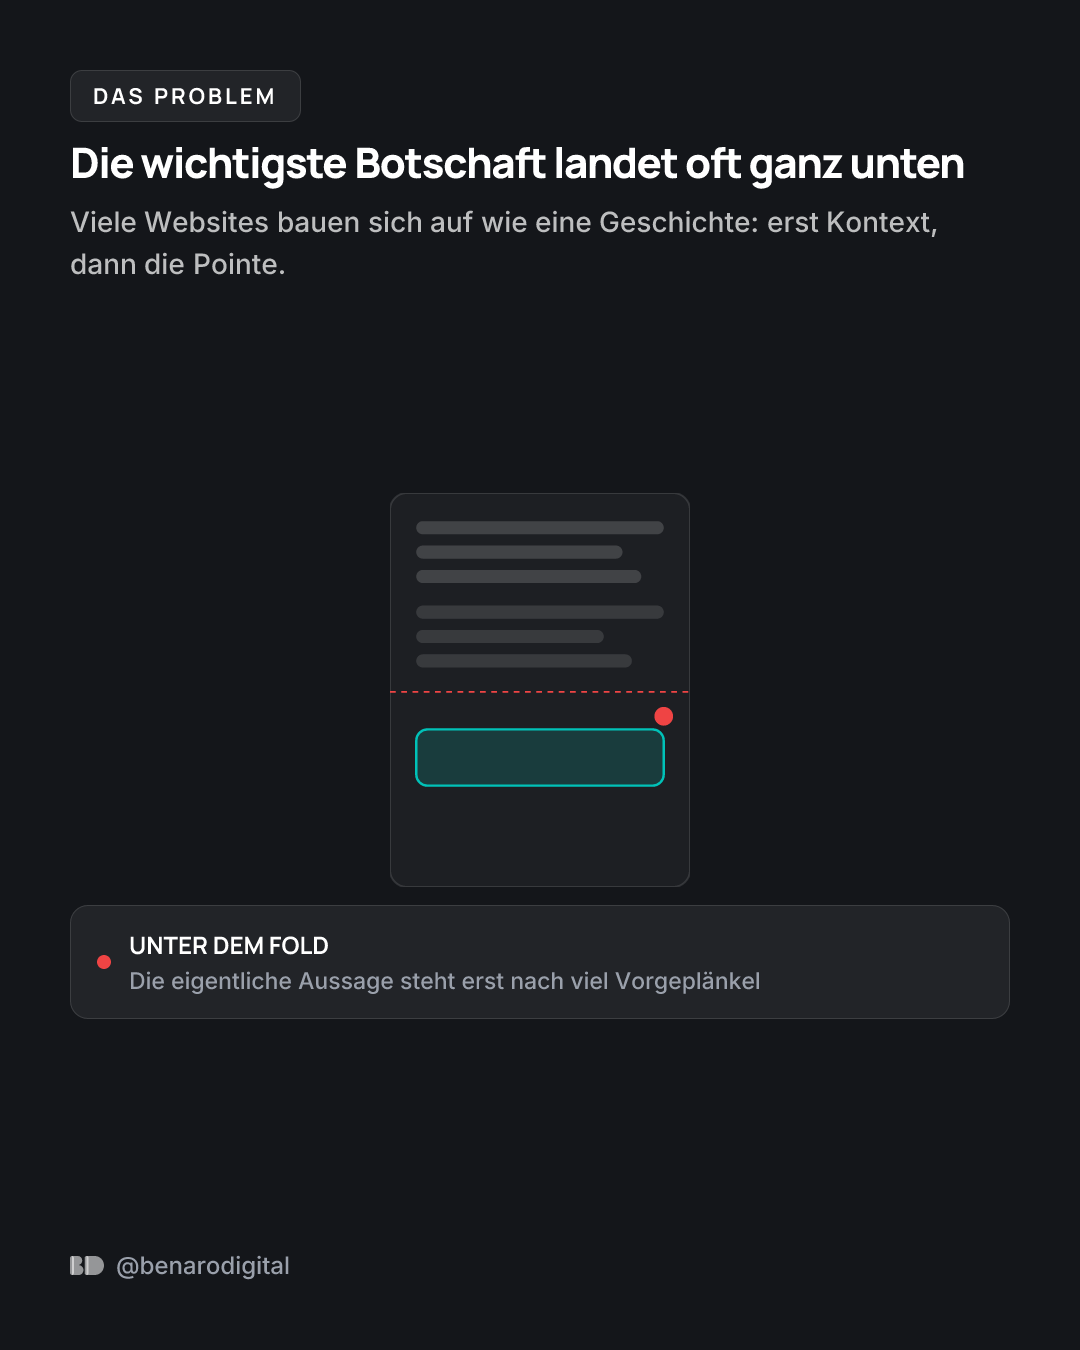 DAS PROBLEM
Die wichtigste Botschaft landet oft ganz unten
Viele Websites bauen sich auf wie eine Geschichte: erst Kontext,
dann die Pointe.
UNTER DEM FOLD
Die eigentliche Aussage steht erst nach viel Vorgeplänkel
BD @benarodigital